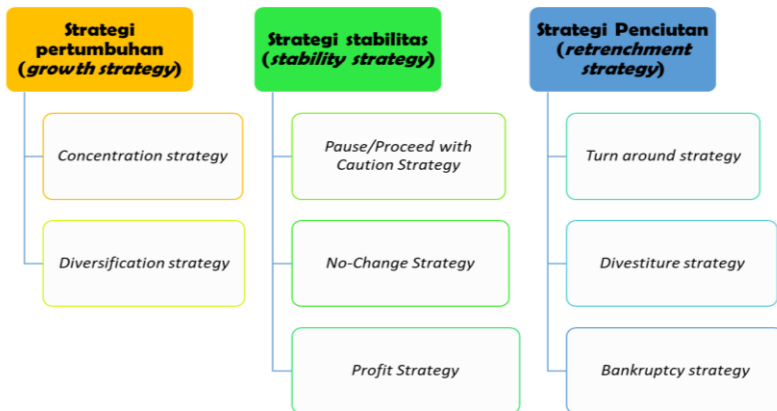 Strategi
pertumbuhan
(growth strategy)
Concentration strategy
Diversification strategy
Strategi stabilitas
(stability strategy)
Pause/Proceed with
Caution Strategy
No-Change Strategy
Profit Strategy
Strategi Penciutan
(retrenchment
strategy)
Turn around strategy
Divestiture strategy
Bankruptcy strategy